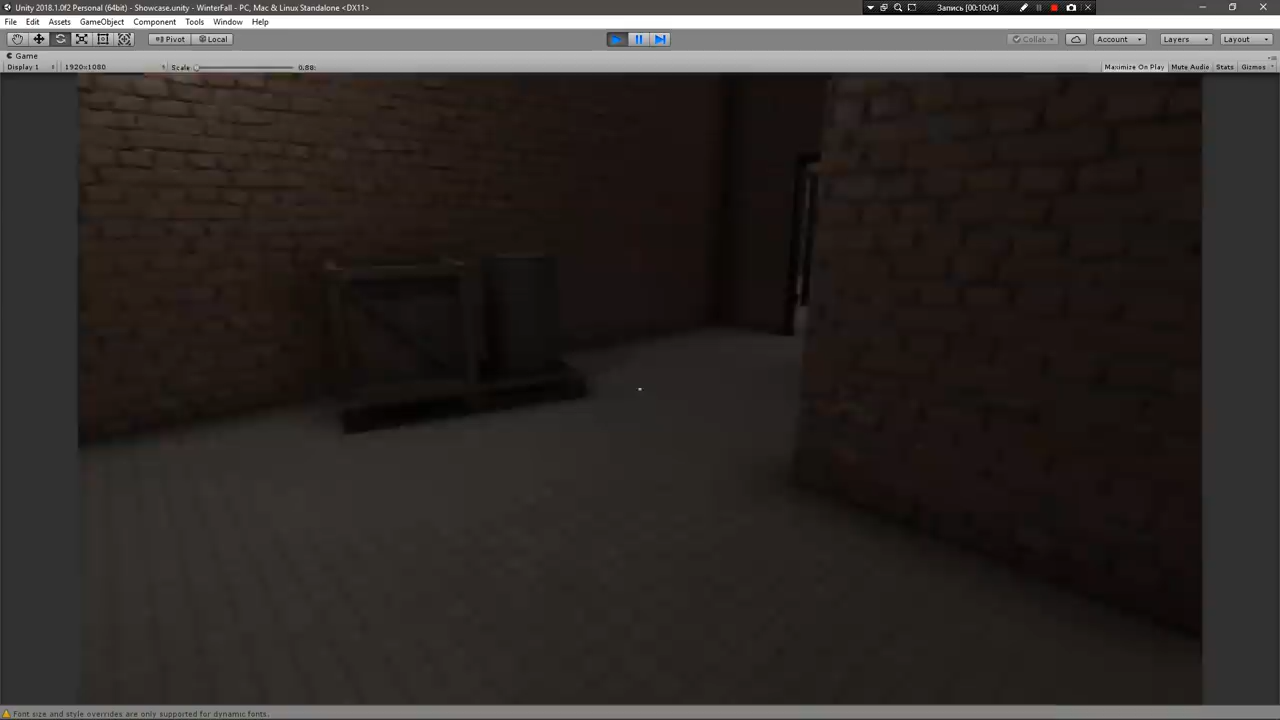 Unity 2018.1.0f2 Personal (64bit) - Showcase.unity - WinterFall - PC, Mac & Linux Standalone <DX11>
Запись [00:10:04]
File Edit Assets GameObject Component Tools Window Help
Pivot Local Collab Account Layers Layout
Game
Display 1 1920x1080 Scale 0.88: Maximize On Play Mute Audio Stats Gizmos
Font size and style overrides are only supported for dynamic fonts.